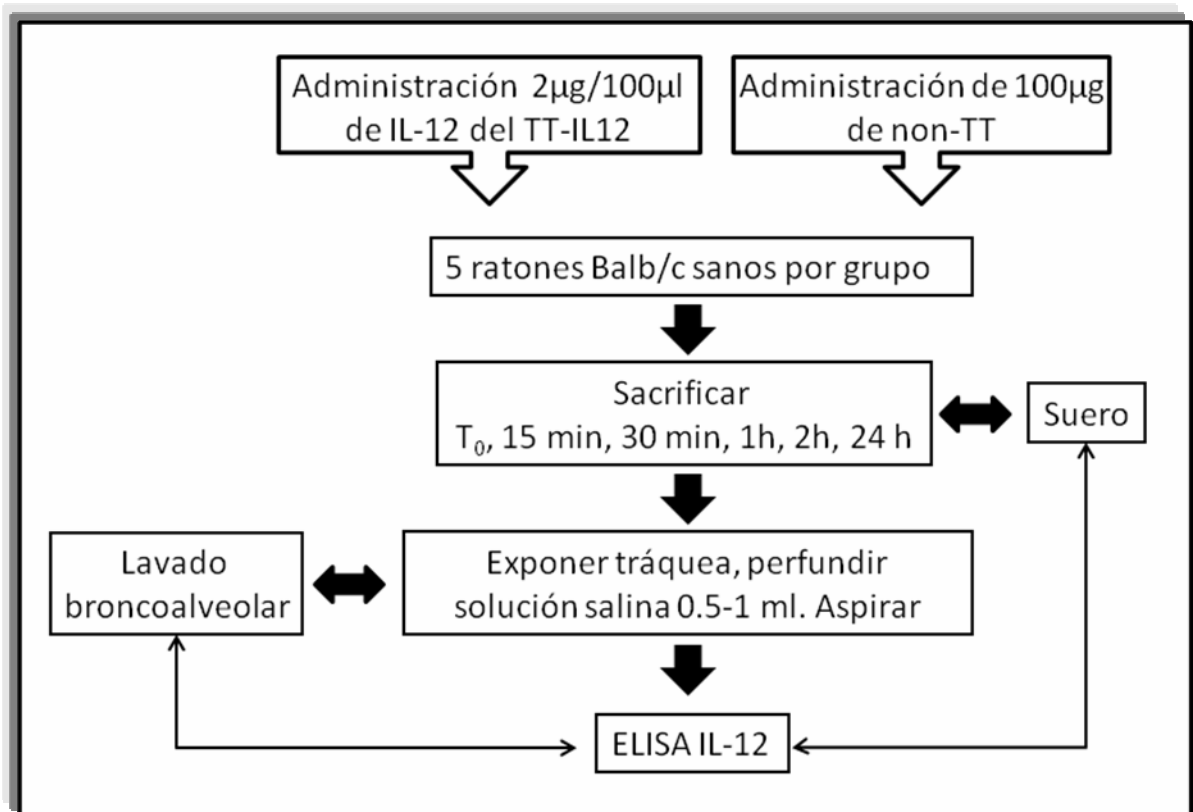 Administración 2µg/100µl
de IL-12 del TT-IL12
Administración de 100µg
de non-TT
5 ratones Balb/c sanos por grupo
Sacrificar
T₀, 15 min, 30 min, 1h, 2h, 24 h
Suero
Lavado
broncoalveolar
Exponer tráquea, perfundir
solución salina 0.5-1 ml. Aspirar
ELISA IL-12